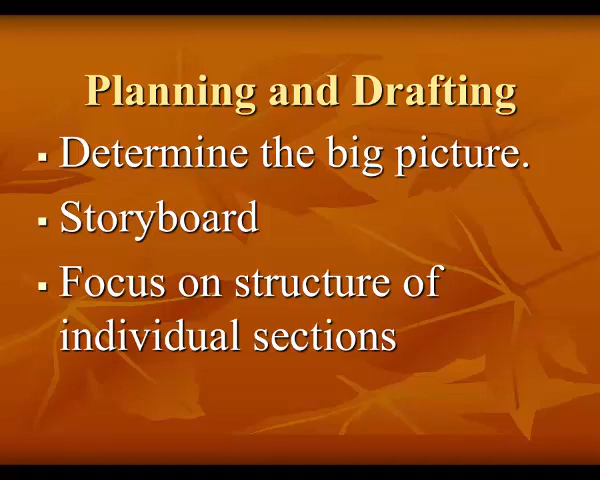 Planning and Drafting
▪ Determine the big picture.
▪ Storyboard
▪ Focus on structure of
individual sections